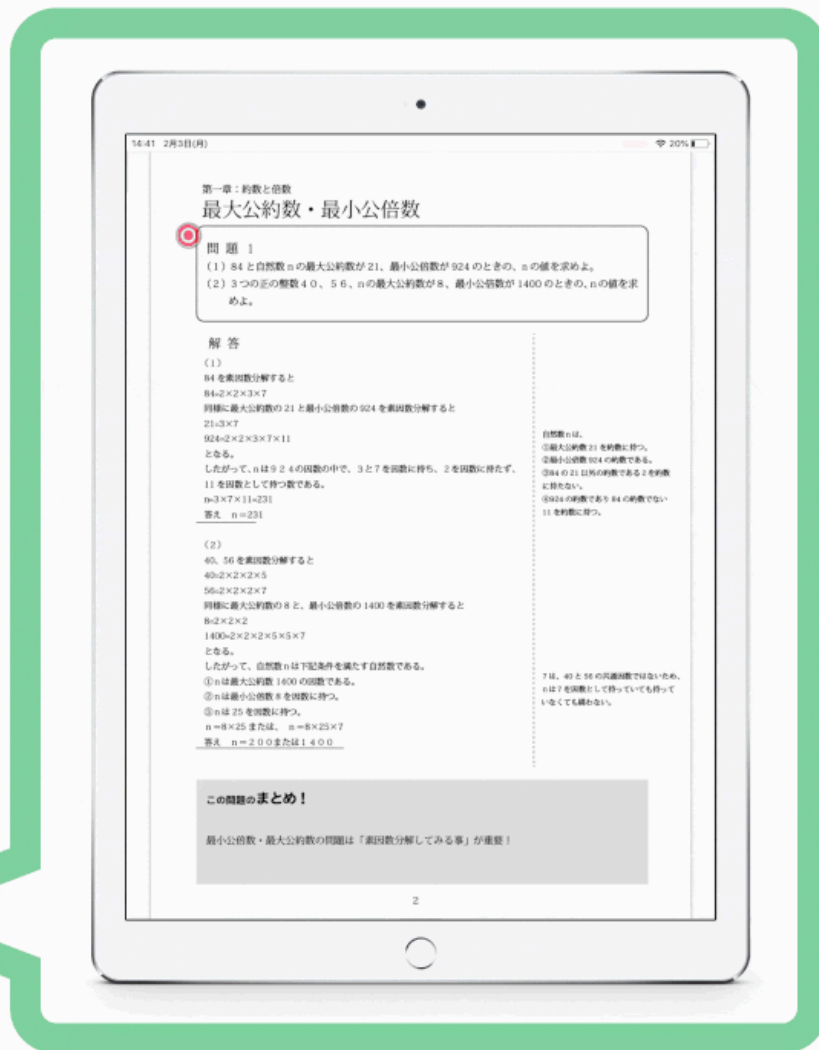 14:41 2月3日(月)
20%
第一章：約数と倍数
最大公約数・最小公倍数
問題 1
（1）84 と自然数 n の最大公約数が 21、最小公倍数が 924 のときの、n の値を求めよ。
（2）3つの正の整数４０、５６、n の最大公約数が 8、最小公倍数が 1400 のときの、n の値を求
めよ。
解答
（1）
84 を素因数分解すると
84=2×2×3×7
同様に最大公約数の 21 と最小公倍数の 924 を素因数分解すると
21=3×7
924=2×2×3×7×11
となる。
したがって、n は９２４の因数の中で、３と７を因数に持ち、２を因数に持たず、
11 を因数として持つ数である。
n=3×7×11=231
答え n＝231
自然数 n は、
①最大公約数 21 を約数に持つ。
②最小公倍数 924 の約数である。
③84 の 21 以外の約数である 2 を約数
に持たない。
④924 の約数であり 84 の約数でない
11 を約数に持つ。
（2）
40、56 を素因数分解すると
40=2×2×2×5
56=2×2×2×7
同様に最大公約数の 8 と、最小公倍数の 1400 を素因数分解すると
8=2×2×2
1400=2×2×2×5×5×7
となる。
したがって、自然数 n は下記条件を満たす自然数である。
①n は最大公約数 1400 の因数である。
②n は最小公倍数 8 を因数に持つ。
③n は 25 を因数に持つ。
n＝8×25 または、 n＝8×25×7
答え n＝２００または１４００
7 は、40 と 56 の共通因数ではないため、
n は 7 を因数として持っていても持って
いなくても構わない。
この問題のまとめ！
最小公倍数・最大公約数の問題は「素因数分解してみる事」が重要！
2